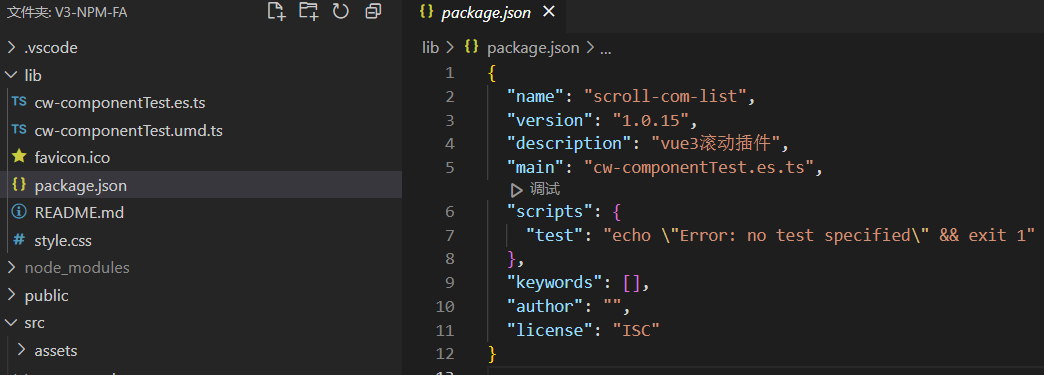 文件夹: V3-NPM-FA
.vscode
lib
TS cw-componentTest.es.ts
TS cw-componentTest.umd.ts
favicon.ico
{} package.json
README.md
# style.css
node_modules
public
src
assets
{} package.json ×
lib > {} package.json > ...
1 {
2 "name": "scroll-com-list",
3 "version": "1.0.15",
4 "description": "vue3滚动插件",
5 "main": "cw-componentTest.es.ts",
调试
6 "scripts": {
7 "test": "echo \"Error: no test specified\" && exit 1"
8 },
9 "keywords": [],
10 "author": "",
11 "license": "ISC"
12 }
13